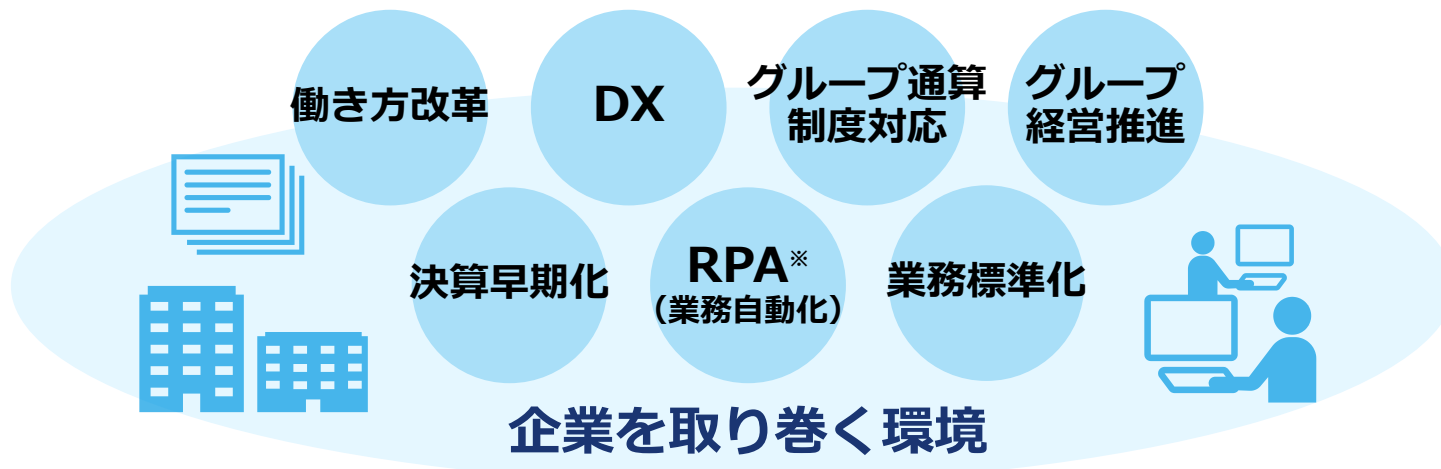 働き方改革
DX
グループ通算
制度対応
グループ
経営推進
決算早期化
RPA※
（業務自動化）
業務標準化
企業を取り巻く環境